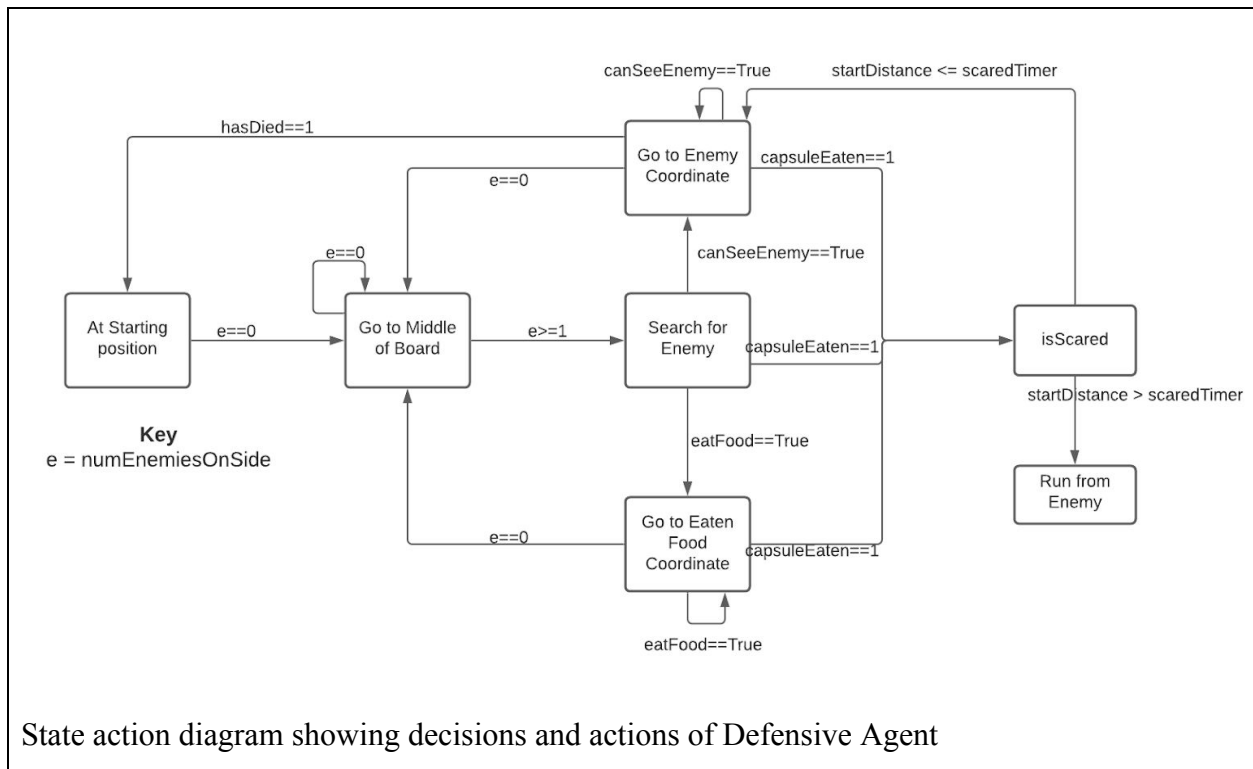 canSeeEnemy==True
startDistance <= scaredTimer
hasDied==1
Go to Enemy
Coordinate
capsuleEaten==1
e==0
e==0
canSeeEnemy==True
At Starting
position
e==0
Go to Middle
of Board
e>=1
Search for
Enemy
capsuleEaten==1
isScared
startDistance > scaredTimer
Key
e = numEnemiesOnSide
eatFood==True
Run from
Enemy
Go to Eaten
Food
Coordinate
e==0
capsuleEaten==1
eatFood==True
State action diagram showing decisions and actions of Defensive Agent